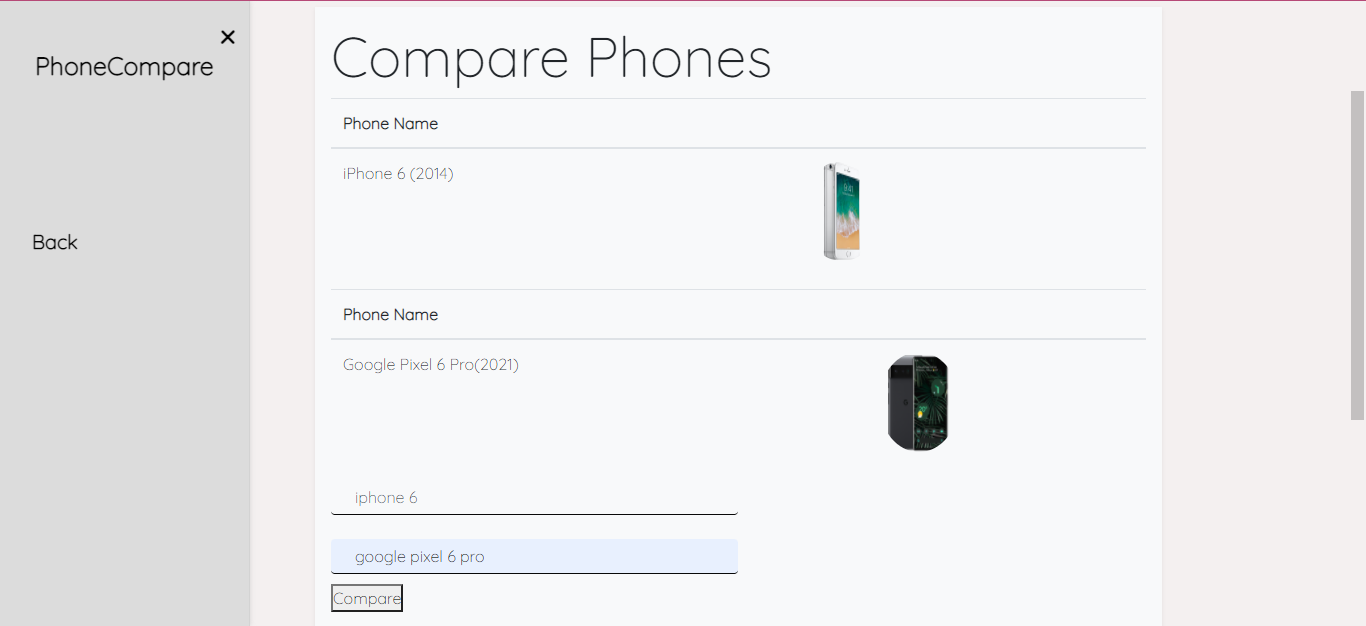 PhoneCompare
Back
Compare Phones
Phone Name
iPhone 6 (2014)
Phone Name
Google Pixel 6 Pro(2021)
iphone 6
google pixel 6 pro
Compare